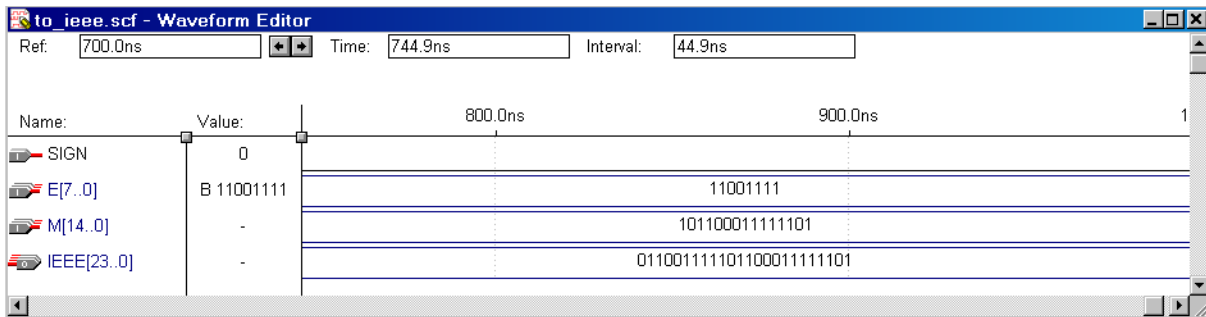 to_ieee.scf - Waveform Editor
Ref: 700.0ns Time: 744.9ns Interval: 44.9ns
Name: Value: 800.0ns 900.0ns 1
SIGN 0
E[7..0] B 11001111 11001111
M[14..0] - 101100011111101
IEEE[23..0] - 011001111101100011111101